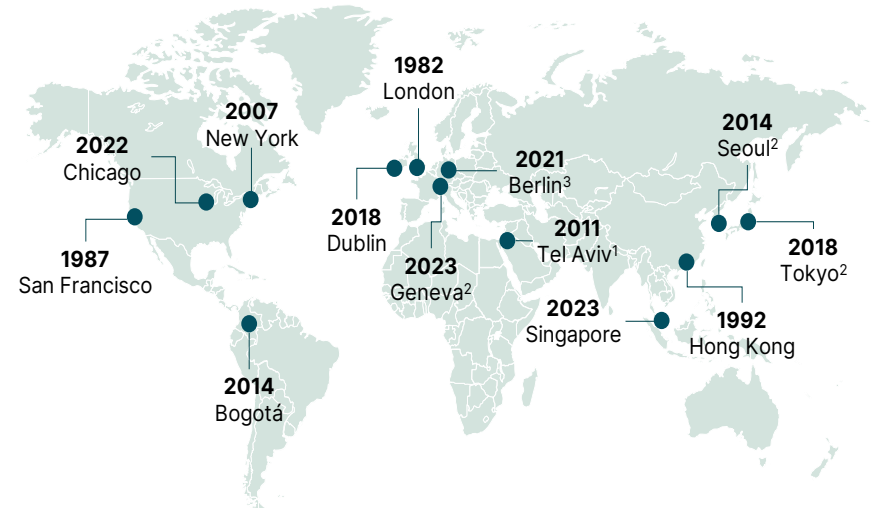 1982
London
2007
New York
2022
Chicago
2014
Seoul²
2021
Berlin³
2018
Dublin
2011
Tel Aviv¹
1987
San Francisco
2023
Geneva²
2018
Tokyo²
2023
Singapore
1992
Hong Kong
2014
Bogotá